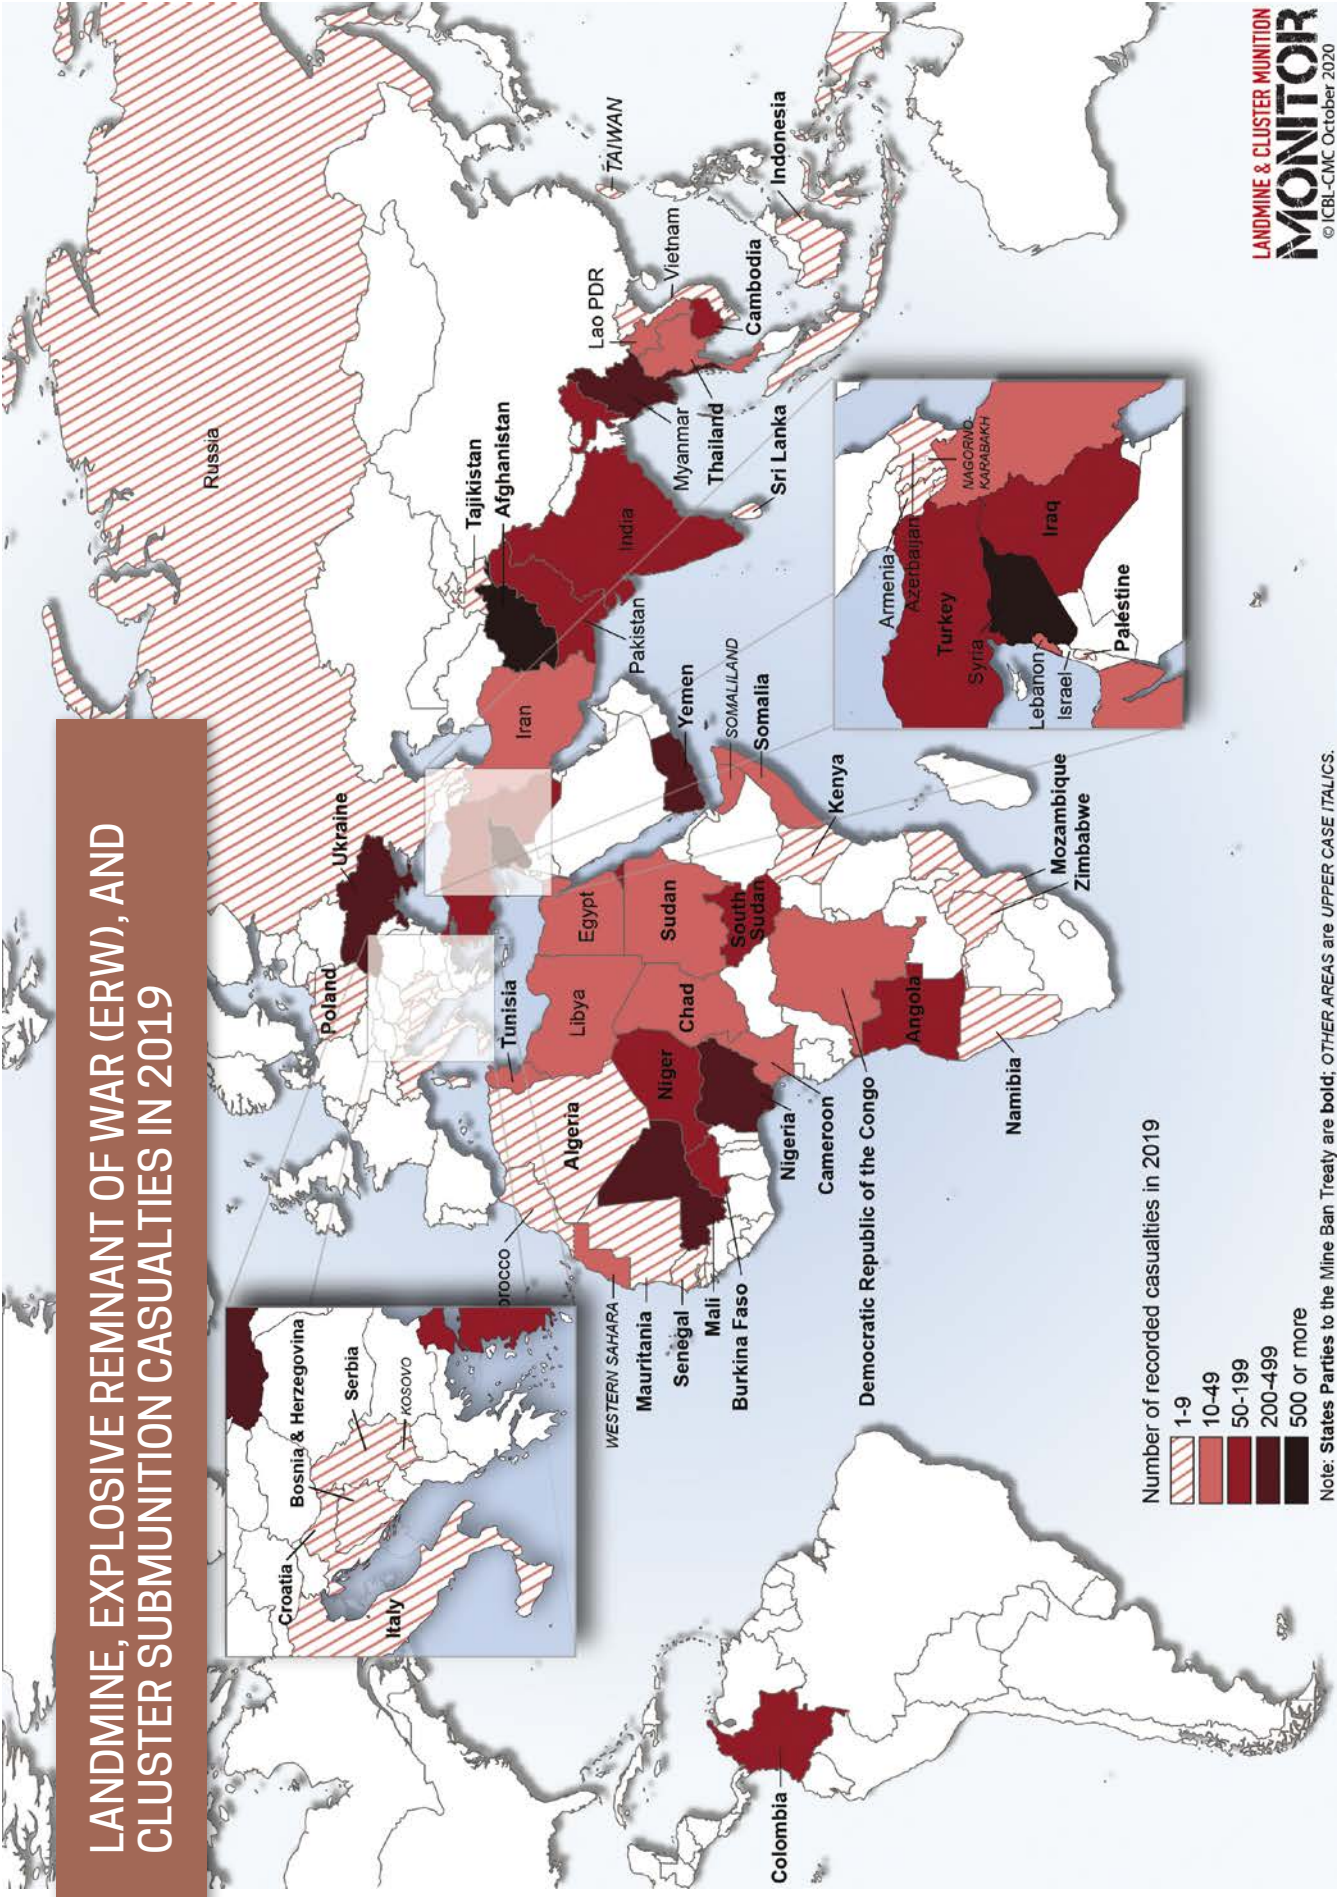 LANDMINE, EXPLOSIVE REMNANT OF WAR (ERW), AND
CLUSTER SUBMUNITION CASUALTIES IN 2019
Russia
Ukraine
Poland
Tajikistan
Afghanistan
Iran
Pakistan
India
Myanmar
Thailand
Sri Lanka
Lao PDR
Vietnam
Cambodia
TAIWAN
Indonesia
Yemen
SOMALILAND
Somalia
Kenya
Mozambique
Zimbabwe
Tunisia
Egypt
Libya
Sudan
South
Sudan
Chad
Niger
Algeria
Angola
Namibia
Nigeria
Cameroon
Democratic Republic of the Congo
orocco
WESTERN SAHARA
Mauritania
Senegal
Mali
Burkina Faso
Colombia
Croatia
Bosnia & Herzegovina
Serbia
KOSOVO
Italy
Armenia
Azerbaijan
NAGORNO-
KARABAKH
Turkey
Syria
Iraq
Lebanon
Israel
Palestine
Number of recorded casualties in 2019
1-9
10-49
50-199
200-499
500 or more
Note: States Parties to the Mine Ban Treaty are bold; OTHER AREAS are UPPER CASE ITALICS.
LANDMINE & CLUSTER MUNITION
MONITOR
© ICBL-CMC October 2020